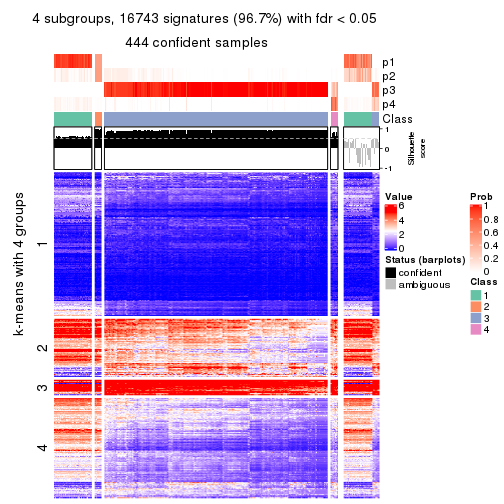 4 subgroups, 16743 signatures (96.7%) with fdr < 0.05
444 confident samples
p1
p2
p3
p4
Class
1
0
-1
Silhouette
score
k-means with 4 groups
1
2
3
4
Value
6
4
2
0
Status (barplots)
confident
ambiguous
Prob
1
0.8
0.6
0.4
0.2
0
Class
1
2
3
4